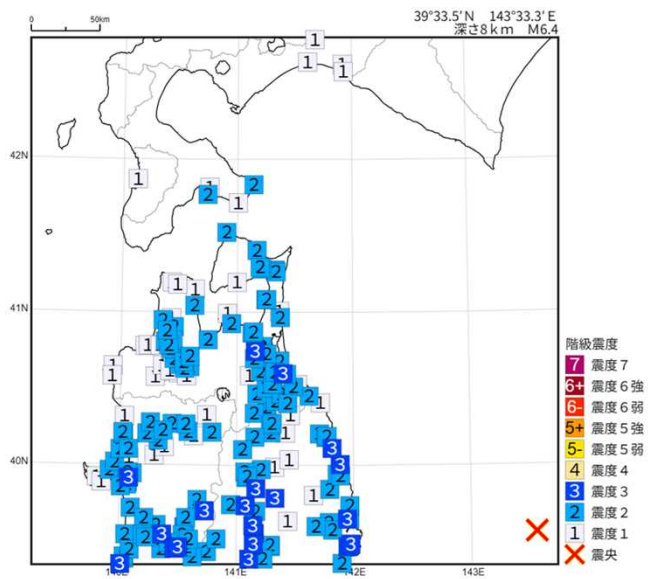 0 50km
39°33.5' N 143°33.3' E
深さ8ｋｍ M6.4
42N
41N
40N
140E
141E
142E
143E
階級震度
7 震度７
6+ 震度６強
6- 震度６弱
5+ 震度５強
5- 震度５弱
4 震度４
3 震度３
2 震度２
1 震度１
震央